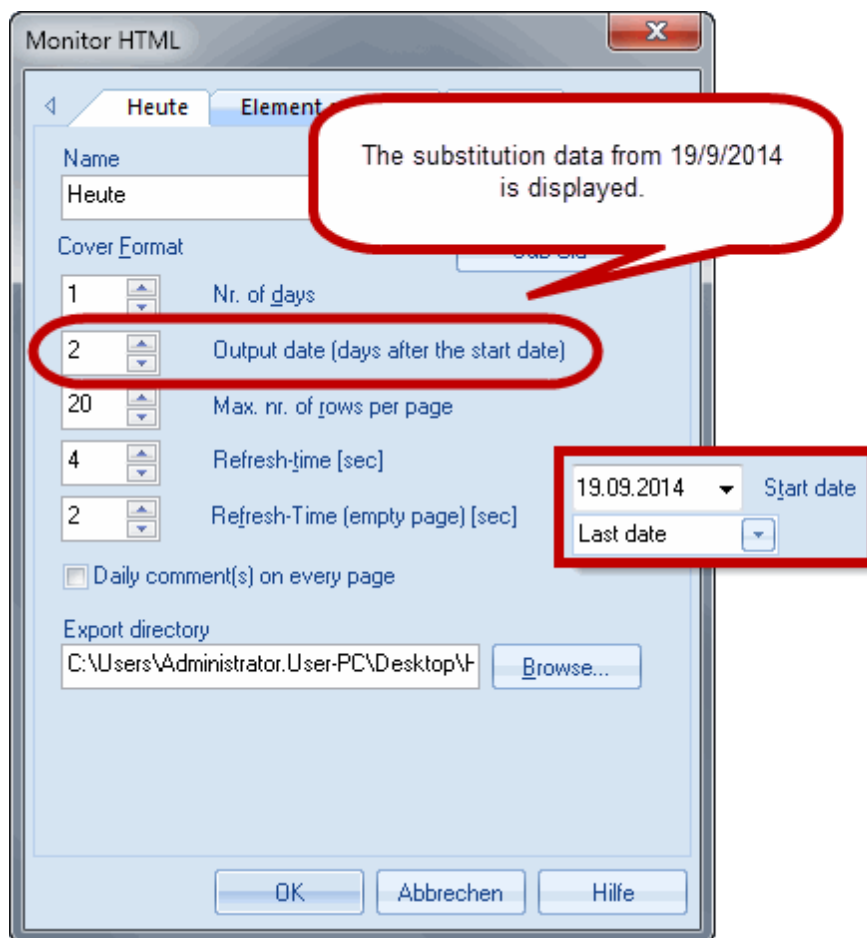 Monitor HTML
Heute
Element
The substitution data from 19/9/2014
is displayed.
Name
Heute
Cover Format
1
Nr. of days
2
Output date (days after the start date)
20
Max. nr. of rows per page
4
Refresh-time [sec]
2
Refresh-Time (empty page) [sec]
19.09.2014
Start date
Last date
Daily comment(s) on every page
Export directory
C:\Users\Administrator.User-PC\Desktop\H
Browse...
OK
Abbrechen
Hilfe